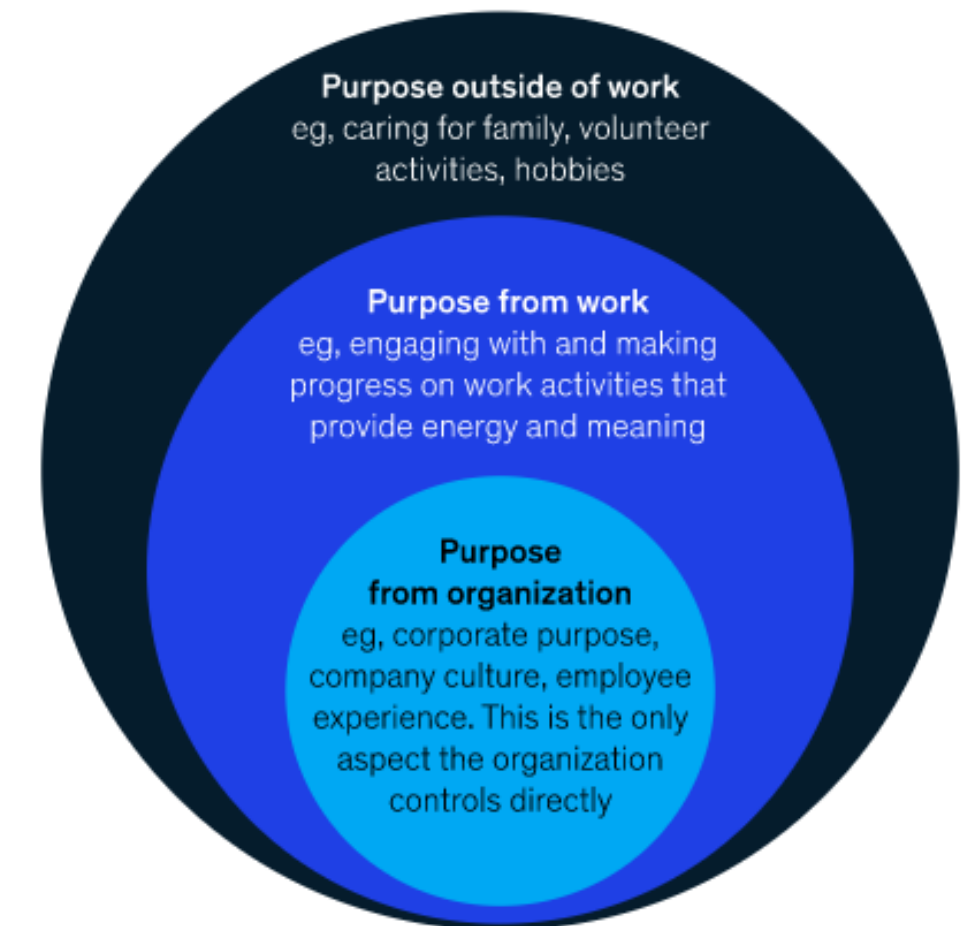 Purpose outside of work
eg, caring for family, volunteer
activities, hobbies
Purpose from work
eg, engaging with and making
progress on work activities that
provide energy and meaning
Purpose
from organization
eg, corporate purpose,
company culture, employee
experience. This is the only
aspect the organization
controls directly